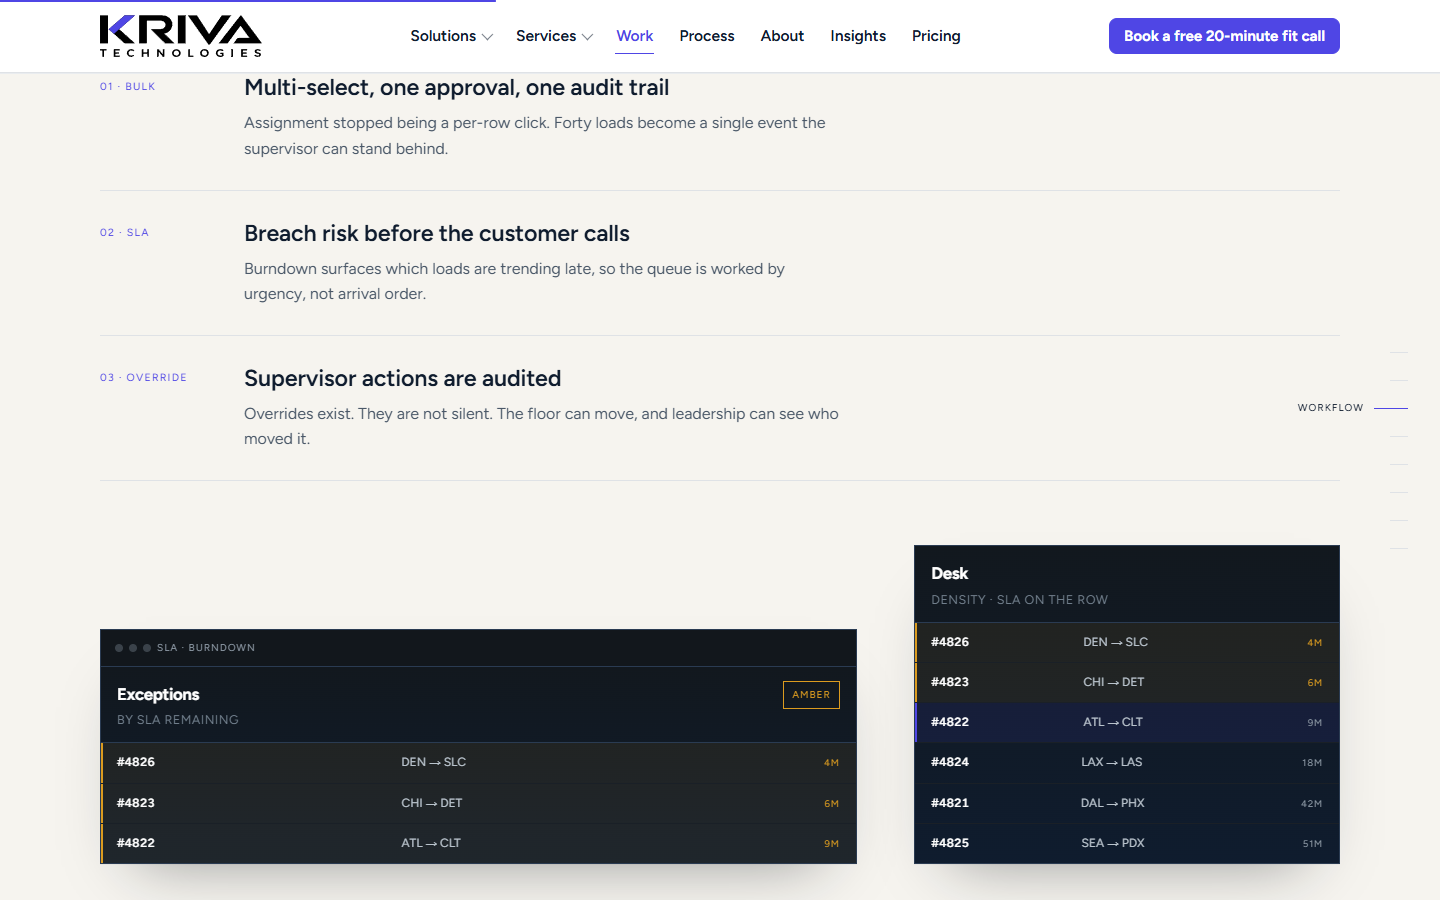 KRIVA
TECHNOLOGIES
Solutions
Services
Work
Process
About
Insights
Pricing
Book a free 20-minute fit call
01 · BULK
Multi-select, one approval, one audit trail
Assignment stopped being a per-row click. Forty loads become a single event the
supervisor can stand behind.
02 · SLA
Breach risk before the customer calls
Burndown surfaces which loads are trending late, so the queue is worked by
urgency, not arrival order.
03 · OVERRIDE
Supervisor actions are audited
Overrides exist. They are not silent. The floor can move, and leadership can see who
moved it.
WORKFLOW
SLA · BURNDOWN
Exceptions
BY SLA REMAINING
AMBER
#4826 DEN → SLC 4M
#4823 CHI → DET 6M
#4822 ATL → CLT 9M
Desk
DENSITY · SLA ON THE ROW
#4826 DEN → SLC 4M
#4823 CHI → DET 6M
#4822 ATL → CLT 9M
#4824 LAX → LAS 18M
#4821 DAL → PHX 42M
#4825 SEA → PDX 51M